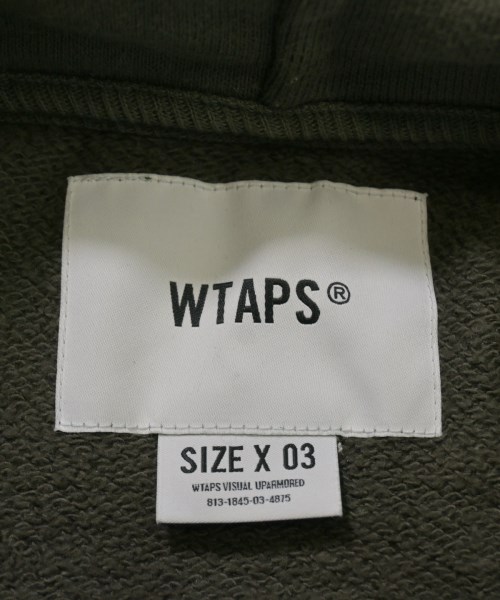 WTAPS®
SIZE X 03
WTAPS VISUAL UPARMORED
813-1845-03-4875